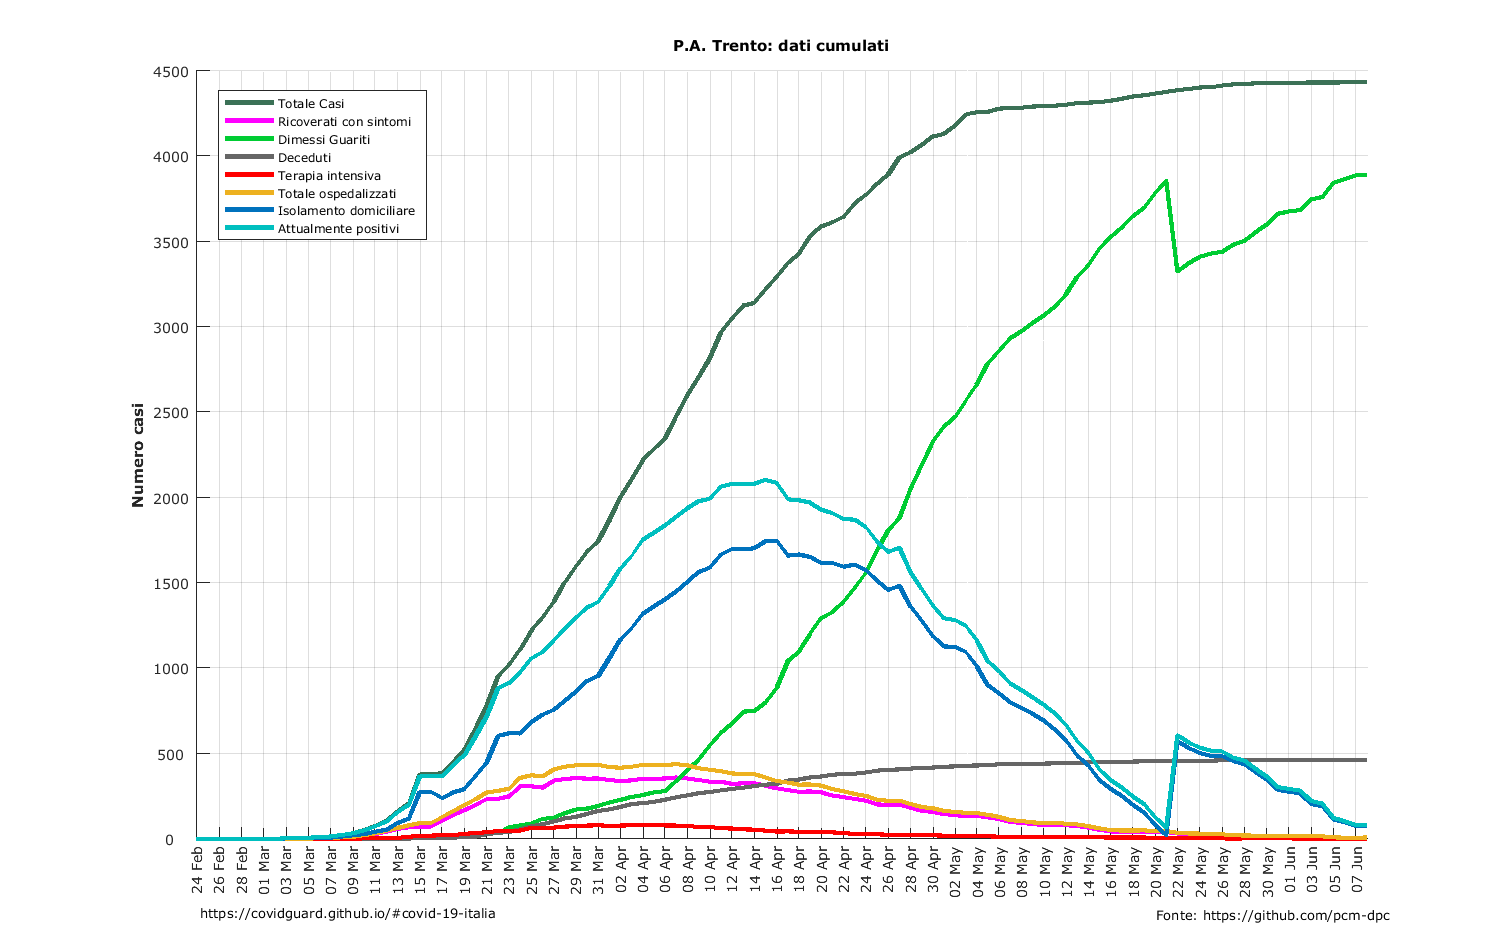 P.A. Trento: dati cumulati
4500
4000
3500
3000
2500
2000
1500
1000
500
0
Numero casi
Totale Casi
Ricoverati con sintomi
Dimessi Guariti
Deceduti
Terapia intensiva
Totale ospedalizzati
Isolamento domiciliare
Attualmente positivi
24 Feb
26 Feb
28 Feb
01 Mar
03 Mar
05 Mar
07 Mar
09 Mar
11 Mar
13 Mar
15 Mar
17 Mar
19 Mar
21 Mar
23 Mar
25 Mar
27 Mar
29 Mar
31 Mar
02 Apr
04 Apr
06 Apr
08 Apr
10 Apr
12 Apr
14 Apr
16 Apr
18 Apr
20 Apr
22 Apr
24 Apr
26 Apr
28 Apr
30 Apr
02 May
04 May
06 May
08 May
10 May
12 May
14 May
16 May
18 May
20 May
22 May
24 May
26 May
28 May
30 May
01 Jun
03 Jun
05 Jun
07 Jun
https://covidguard.github.io/#covid-19-italia
Fonte: https://github.com/pcm-dpc